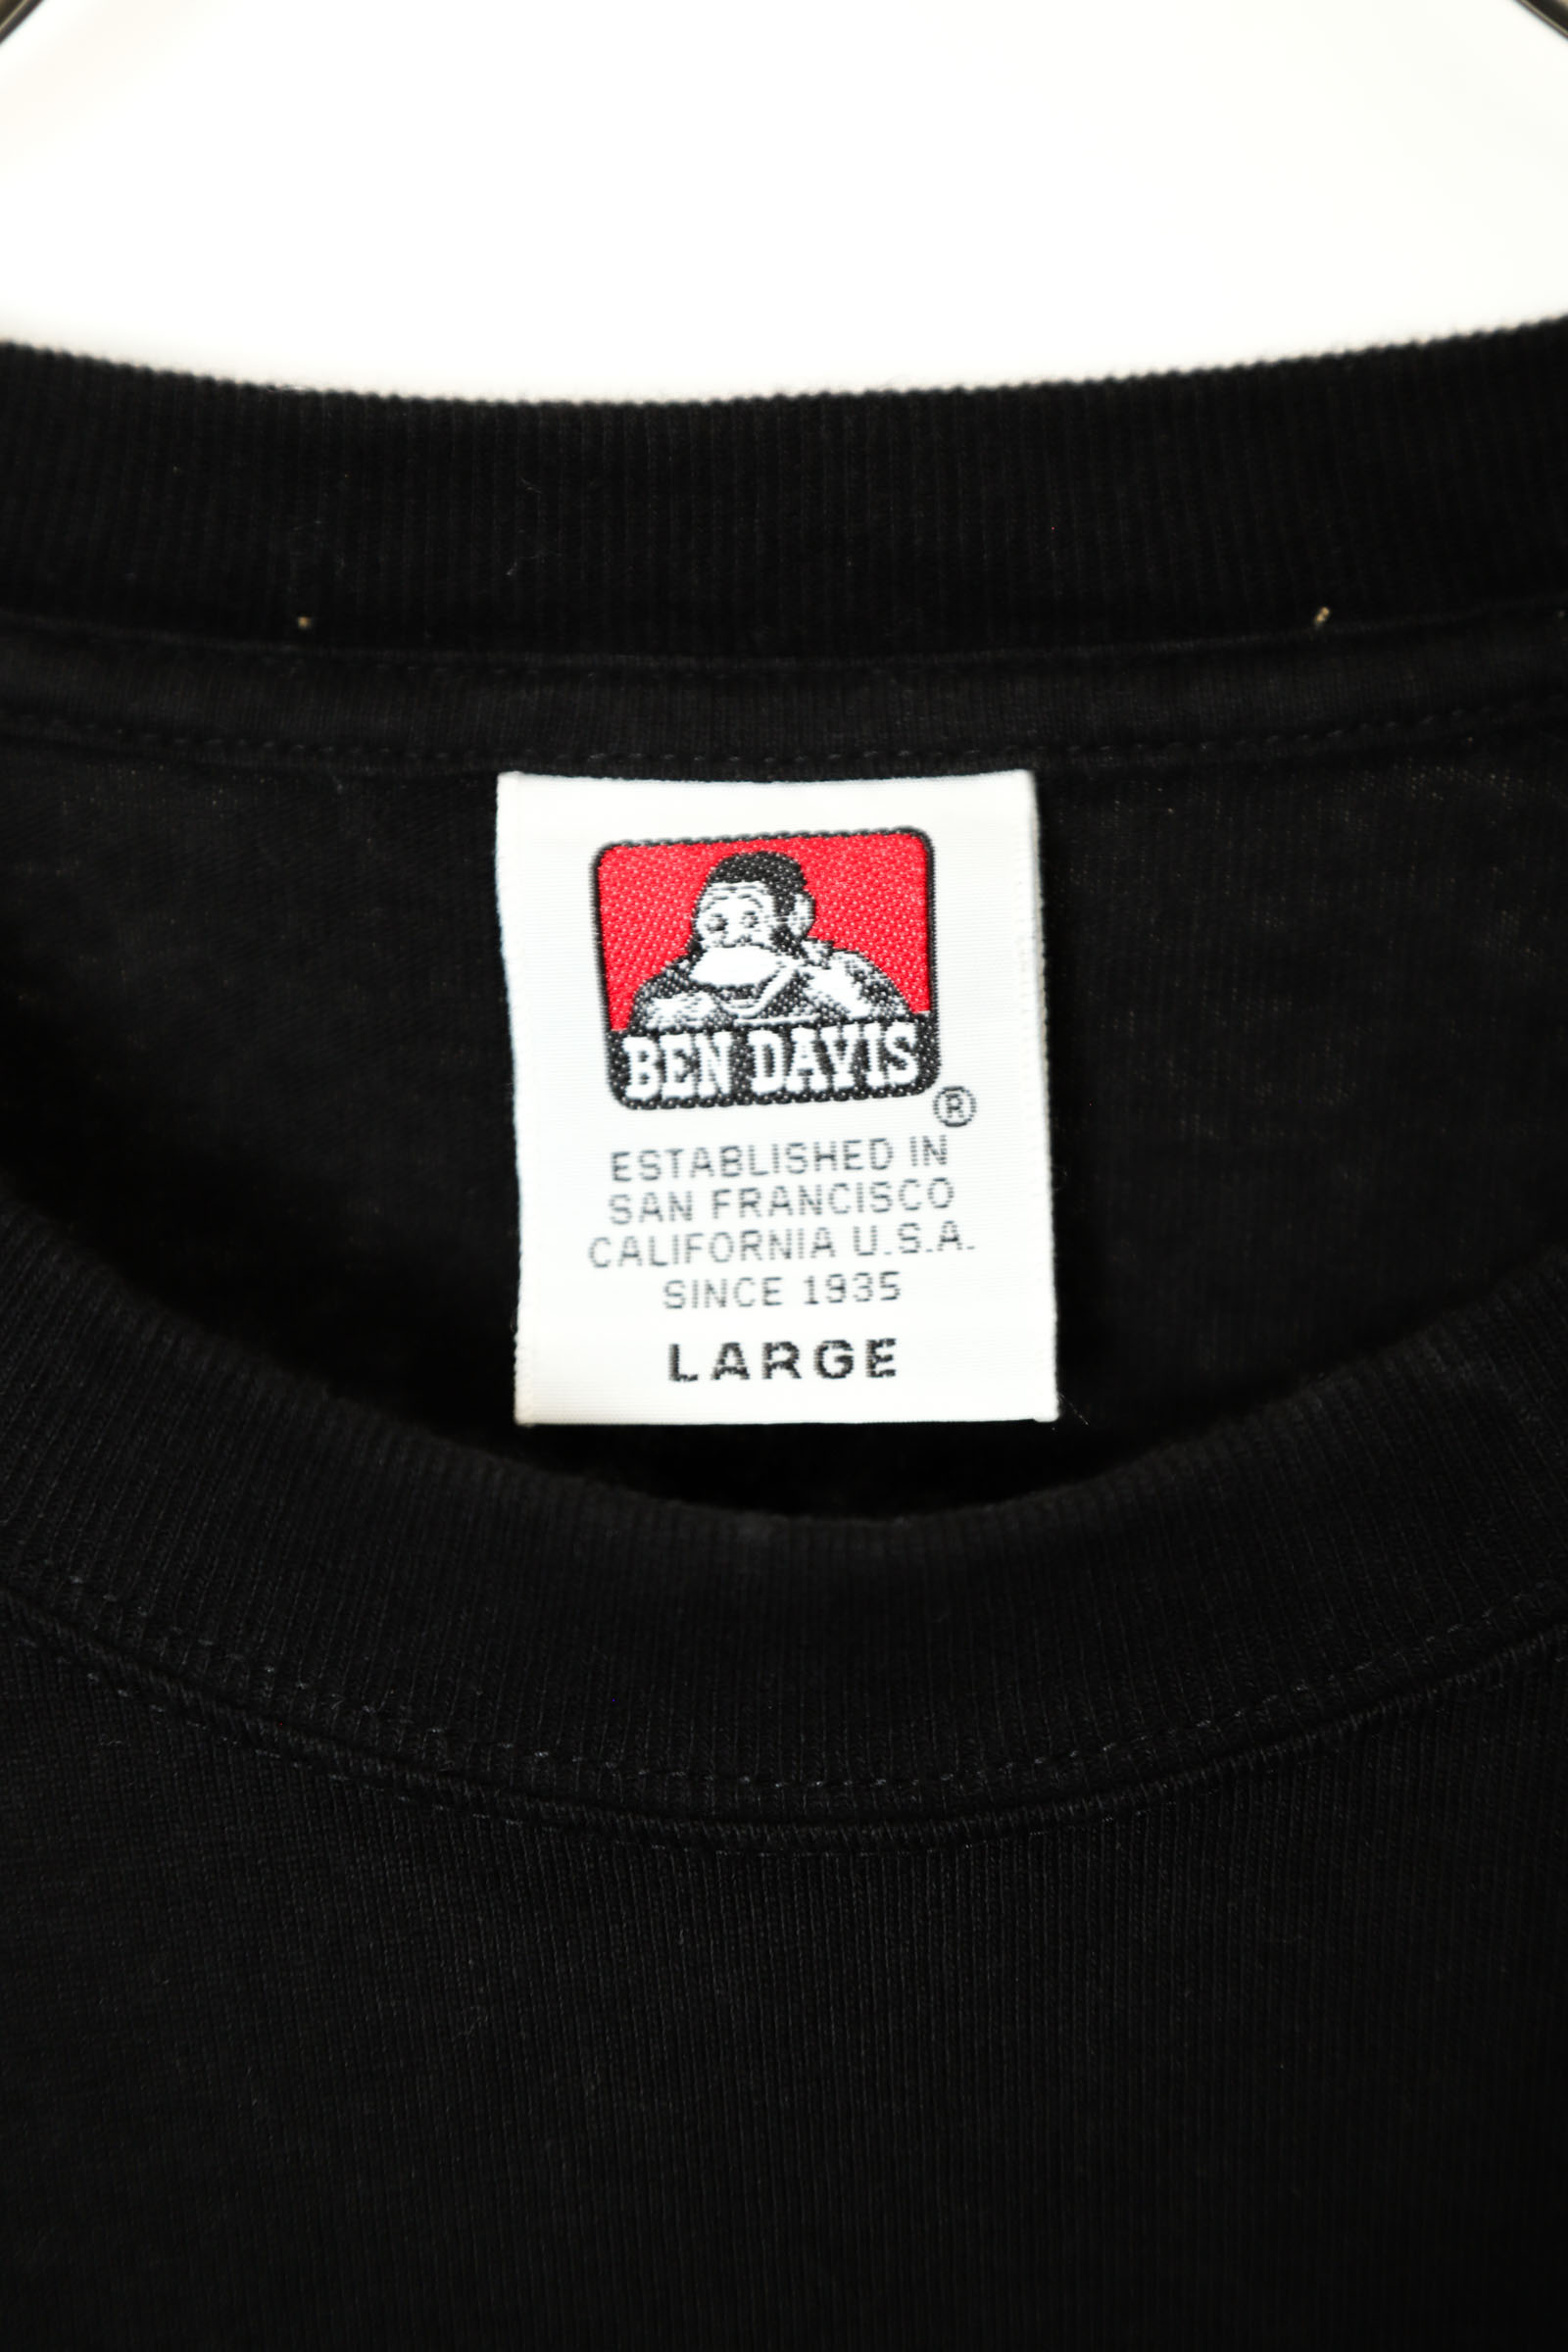 BEN DAVIS
®
ESTABLISHED IN
SAN FRANCISCO
CALIFORNIA U.S.A.
SINCE 1935
LARGE